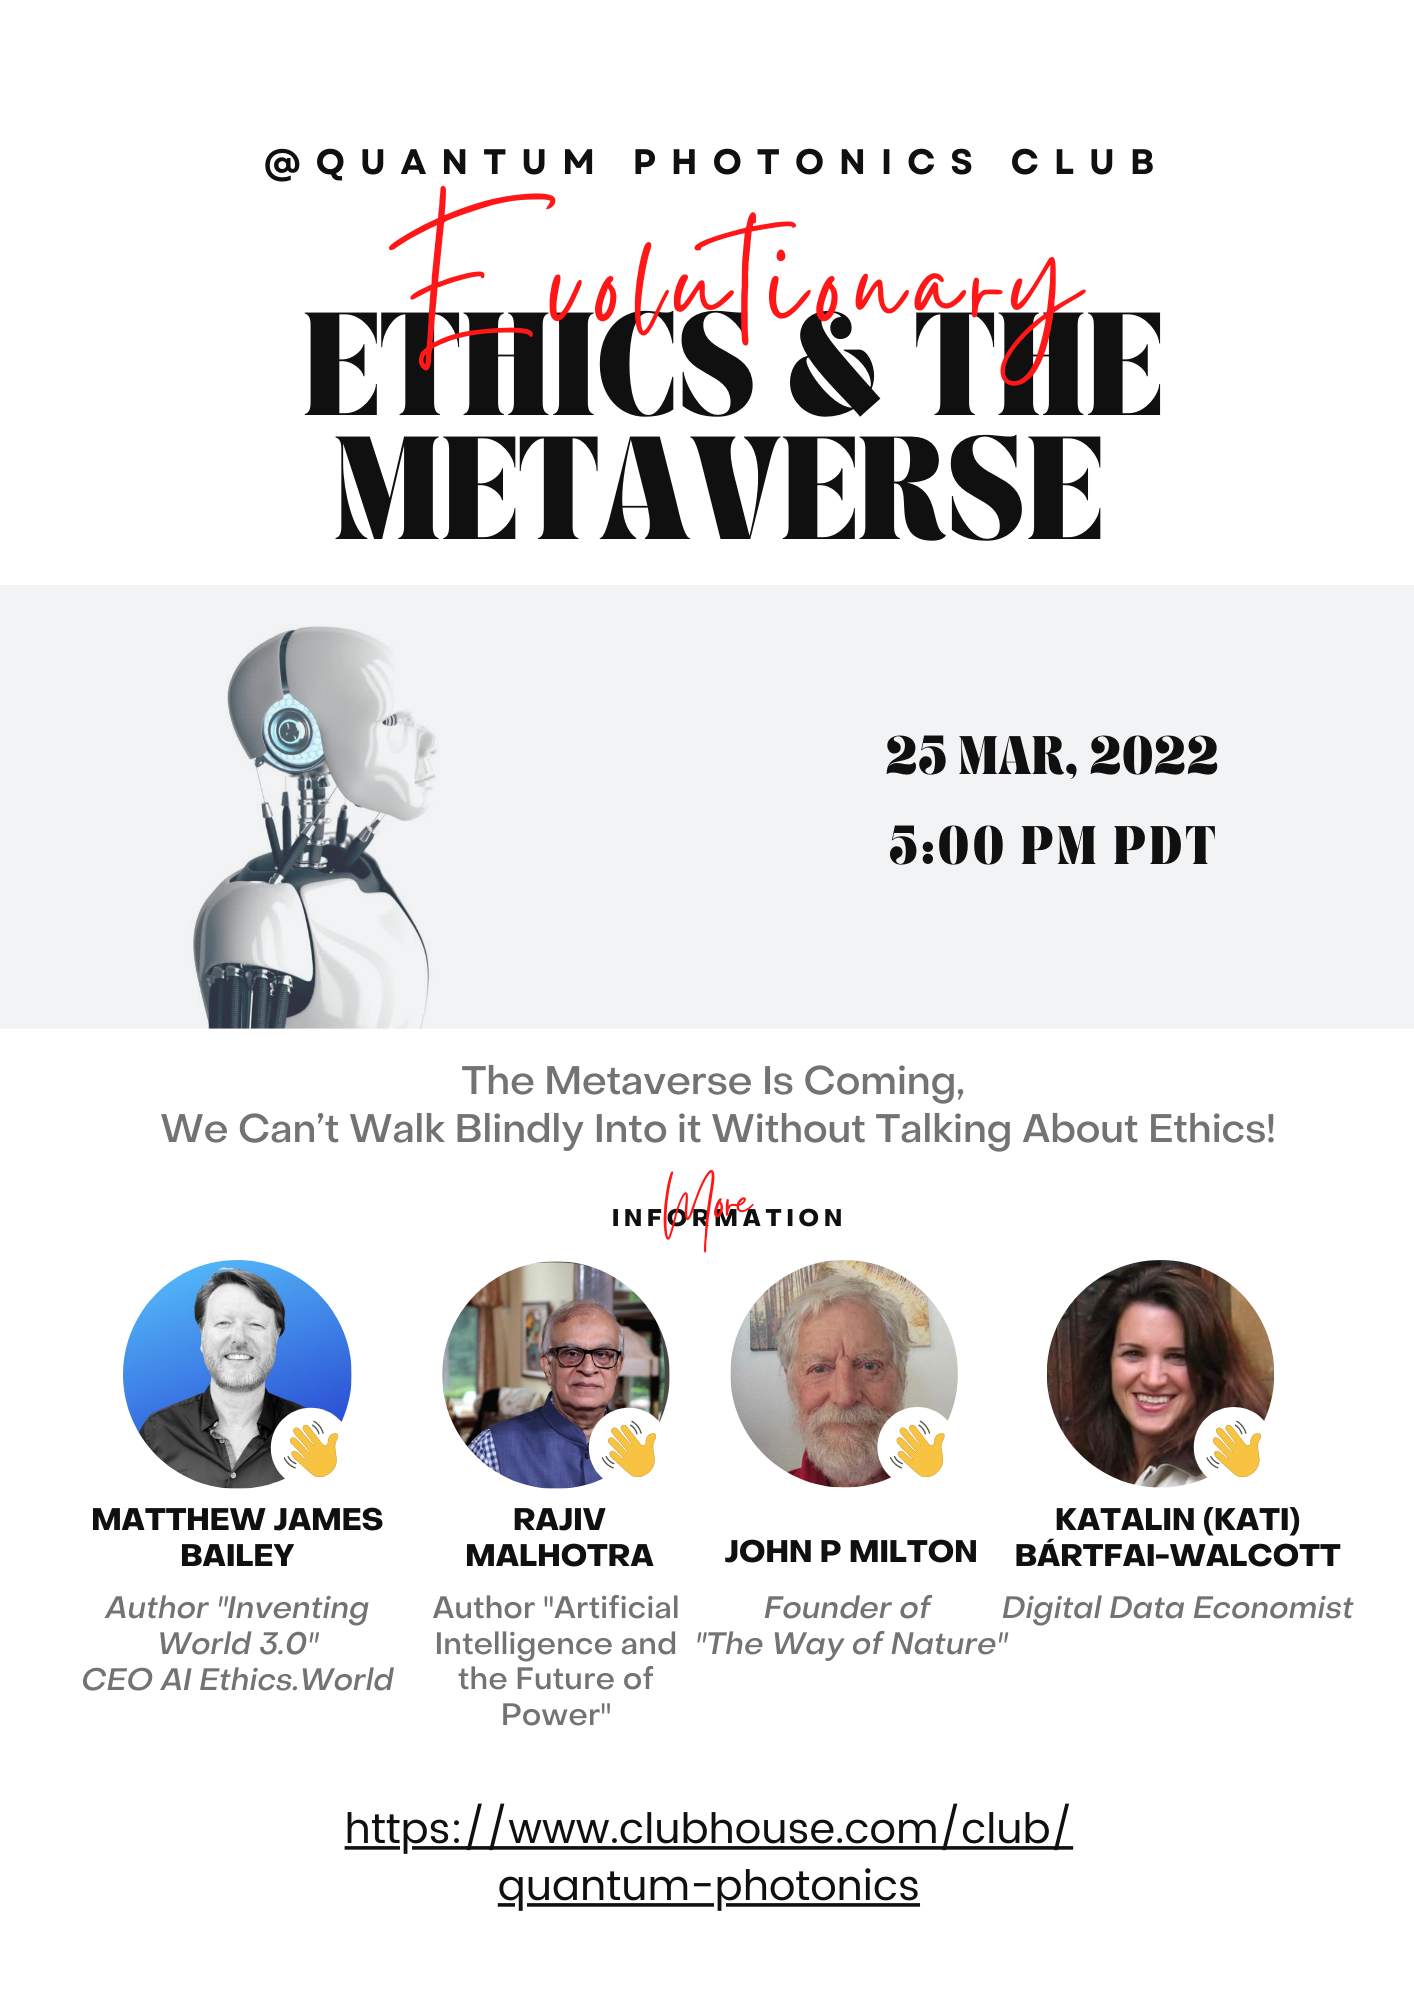 @QUANTUM PHOTONICS CLUB
Evolutionary
ETHICS & THE
METAVERSE
25 MAR, 2022
5:00 PM PDT
The Metaverse Is Coming,
We Can’t Walk Blindly Into it Without Talking About Ethics!
More
INFORMATION
MATTHEW JAMES
BAILEY
Author "Inventing
World 3.0"
CEO AI Ethics.World
RAJIV
MALHOTRA
Author "Artificial
Intelligence and
the Future of
Power"
JOHN P MILTON
Founder of
"The Way of Nature"
KATALIN (KATI)
BÁRTFAI-WALCOTT
Digital Data Economist
https://www.clubhouse.com/club/
quantum-photonics